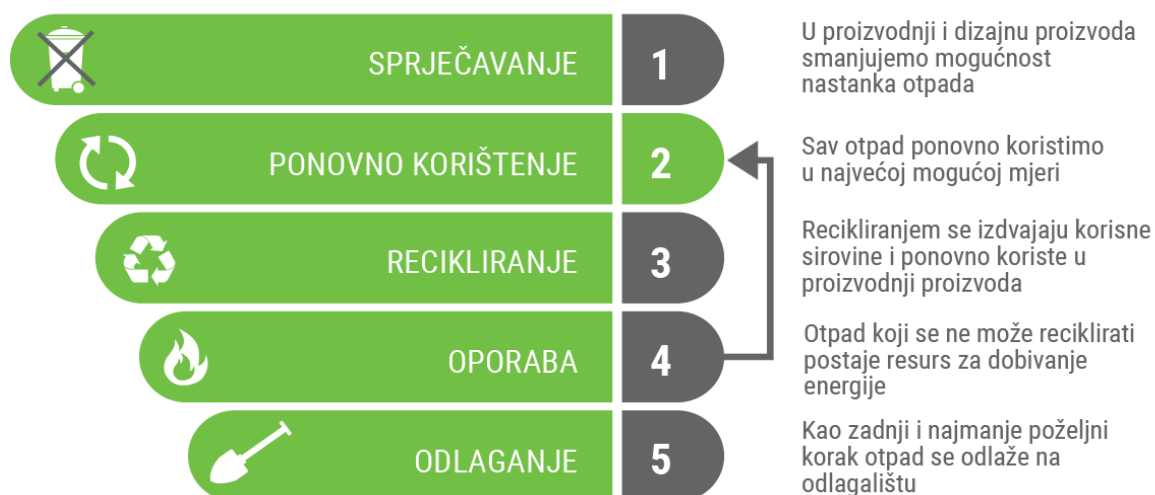 SPRJEČAVANJE
1
U proizvodnji i dizajnu proizvoda
smanjujemo mogućnost
nastanka otpada
PONOVNO KORIŠTENJE
2
Sav otpad ponovno koristimo
u najvećoj mogućoj mjeri
RECIKLIRANJE
3
Recikliranjem se izdvajaju korisne
sirovine i ponovno koriste u
proizvodnji proizvoda
OPORABA
4
Otpad koji se ne može reciklirati
postaje resurs za dobivanje
energije
ODLAGANJE
5
Kao zadnji i najmanje poželjni
korak otpad se odlaže na
odlagalištu